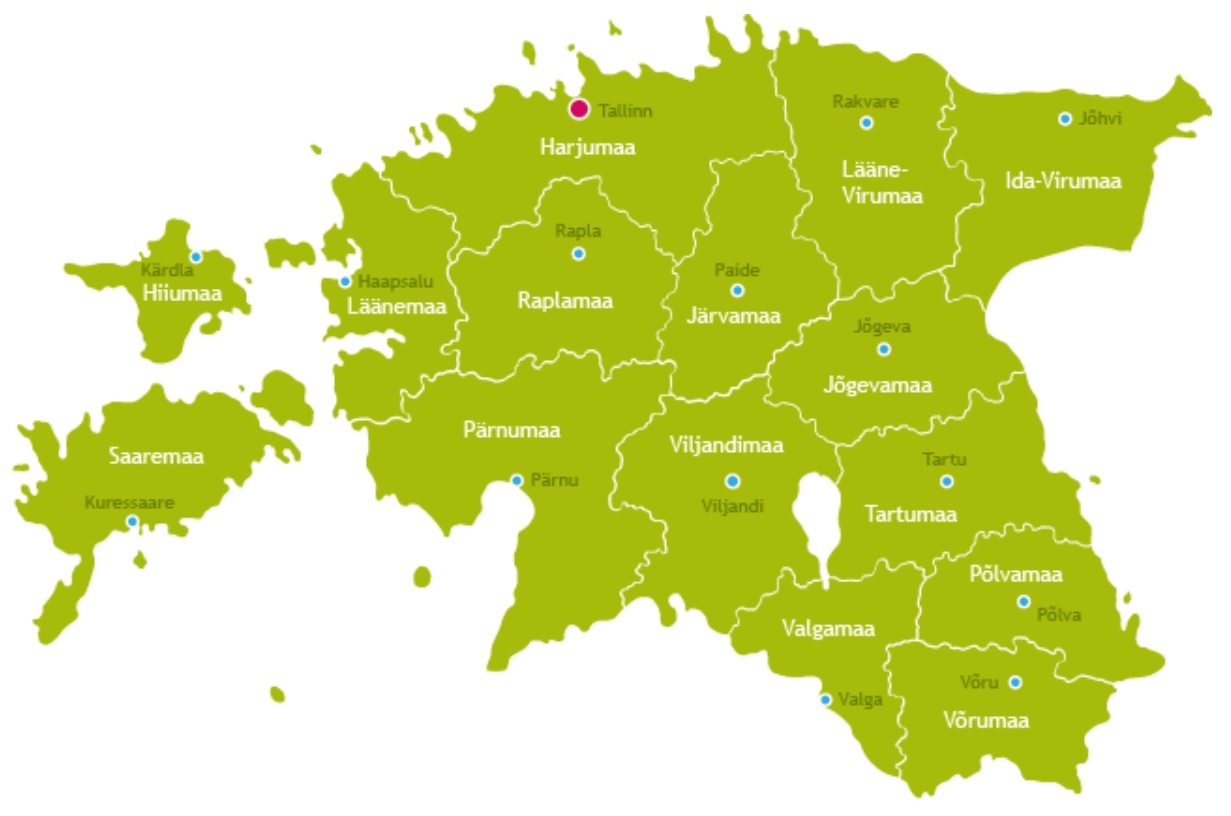 Tallinn
Harjumaa
Rakvare
Lääne-
Virumaa
Jõhvi
Ida-Virumaa
Rapla
Raplamaa
Paide
Järvamaa
Kärdla
Hiiumaa
Haapsalu
Läänemaa
Jõgeva
Jõgevamaa
Saaremaa
Kuressaare
Pärnumaa
Pärnu
Viljandimaa
Viljandi
Tartu
Tartumaa
Põlvamaa
Põlva
Valgamaa
Valga
Võru
Võrumaa